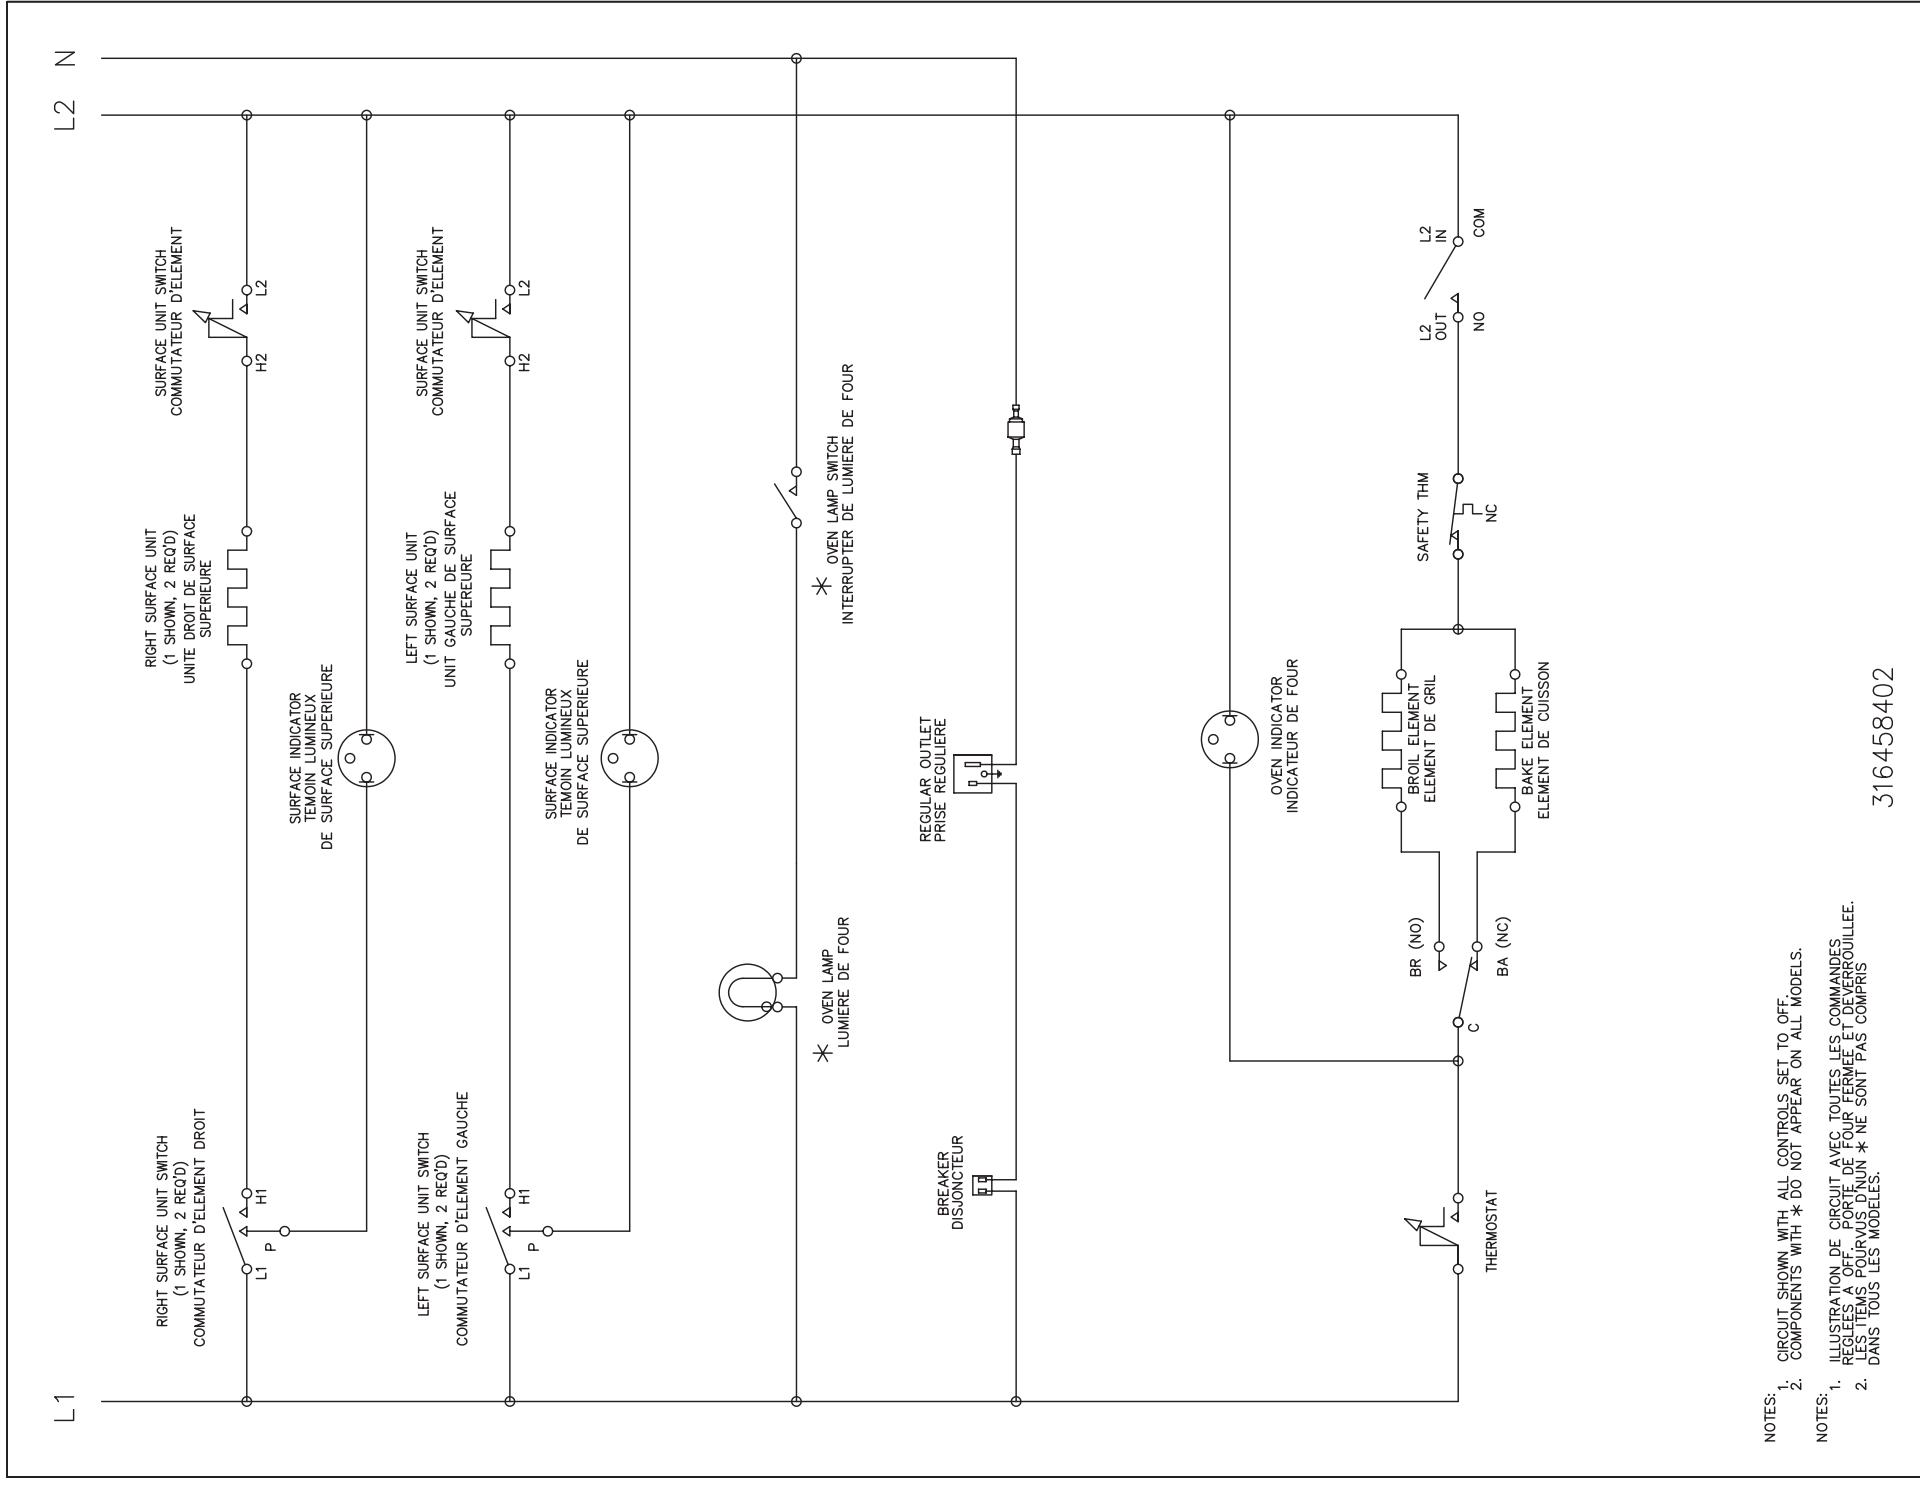 L1
L2
N
RIGHT SURFACE UNIT SWITCH
(1 SHOWN, 2 REQ'D)
COMMUTATEUR D'ELEMENT DROIT
L1
P
H1
RIGHT SURFACE UNIT
(1 SHOWN, 2 REQ'D)
UNITE DROIT DE SURFACE
SUPERIEURE
SURFACE UNIT SWITCH
COMMUTATEUR D'ELEMENT
H2
L2
SURFACE INDICATOR
TEMOIN LUMINEUX
DE SURFACE SUPERIEURE
LEFT SURFACE UNIT SWITCH
(1 SHOWN, 2 REQ'D)
COMMUTATEUR D'ELEMENT GAUCHE
L1
P
H1
LEFT SURFACE UNIT
(1 SHOWN, 2 REQ'D)
UNIT GAUCHE DE SURFACE
SUPEREURE
SURFACE UNIT SWITCH
COMMUTATEUR D'ELEMENT
H2
L2
SURFACE INDICATOR
TEMOIN LUMINEUX
DE SURFACE SUPERIEURE
* OVEN LAMP
LUMIERE DE FOUR
* OVEN LAMP SWITCH
INTERRUPTER DE LUMIERE DE FOUR
BREAKER
DISJONCTEUR
REGULAR OUTLET
PRISE REGULIERE
OVEN INDICATOR
INDICATEUR DE FOUR
THERMOSTAT
C
BR (NO)
BA (NC)
BROIL ELEMENT
ELEMENT DE GRIL
BAKE ELEMENT
ELEMENT DE CUISSON
SAFETY THM
NC
L2
OUT
NO
L2
IN
COM
NOTES:
1. CIRCUIT SHOWN WITH ALL CONTROLS SET TO OFF.
2. COMPONENTS WITH * DO NOT APPEAR ON ALL MODELS.
NOTES:
1. ILLUSTRATION DE CIRCUIT AVEC TOUTES LES COMMANDES
REGLEES A OFF. PORTE DE FOUR FERMEE ET DEVERROUILLEE.
2. LES ITEMS POURVUS D'NUN * NE SONT PAS COMPRIS
DANS TOUS LES MODELES.
316458402